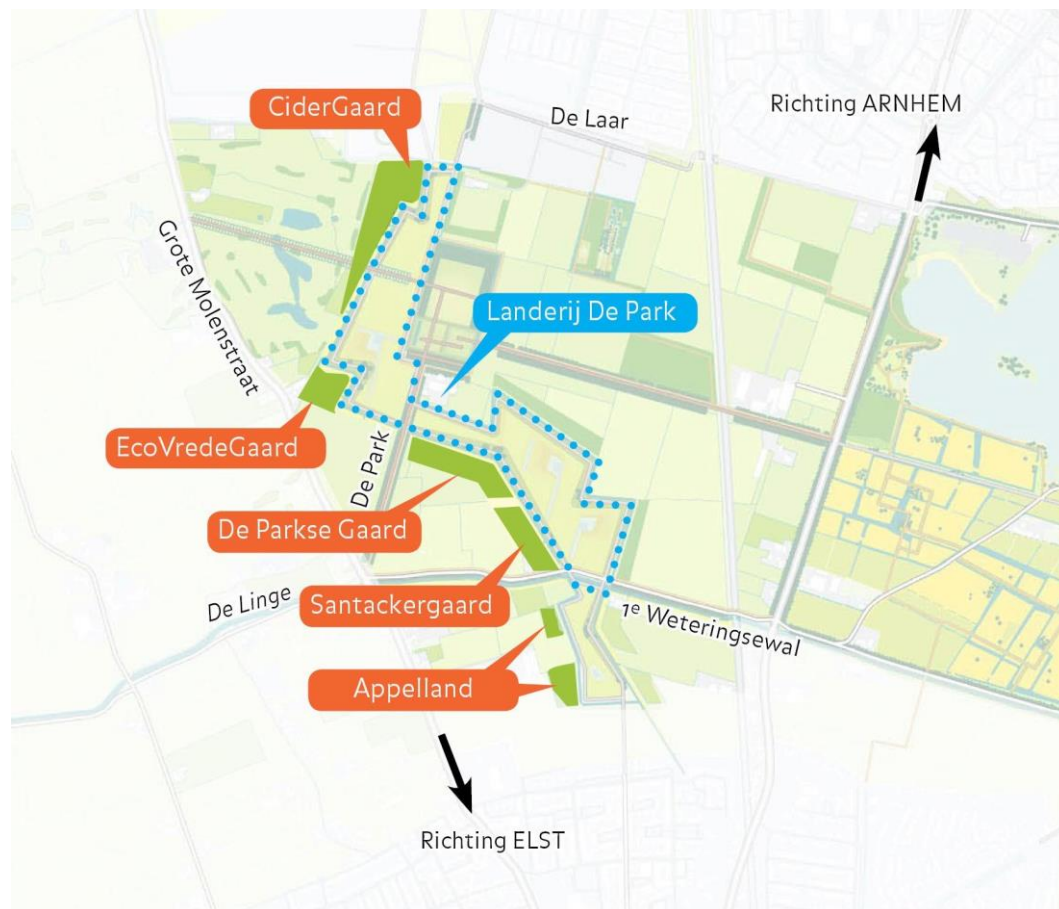 CiderGaard
De Laar
Richting ARNHEM
Grote Molenstraat
Landerij De Park
EcoVredeGaard
De Park
De Parkse Gaard
De Linge
Santackergaard
1e Weteringsewal
Appelland
Richting ELST